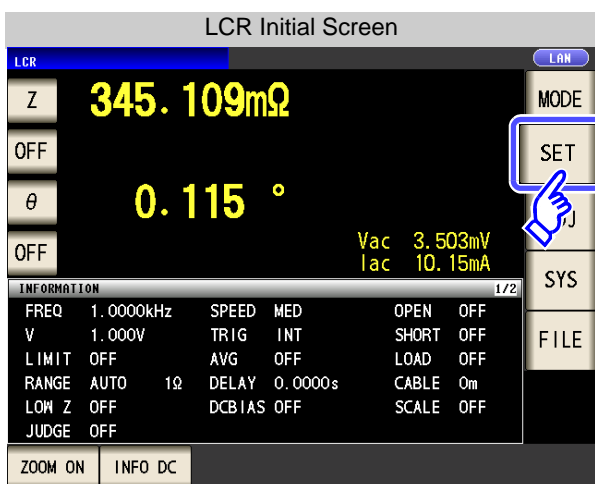 LCR Initial Screen
LCR
LAN
Z
345.109mΩ
MODE
OFF
SET
θ
0.115 °
J
OFF
Vac 3.503mV
Iac 10.15mA
SYS
INFORMATION 1/2
FREQ 1.0000kHz SPEED MED OPEN OFF
V 1.000V TRIG INT SHORT OFF
FILE
LIMIT OFF AVG OFF LOAD OFF
RANGE AUTO 1Ω DELAY 0.0000s CABLE 0m
LOW Z OFF DCBIAS OFF SCALE OFF
JUDGE OFF
ZOOM ON INFO DC